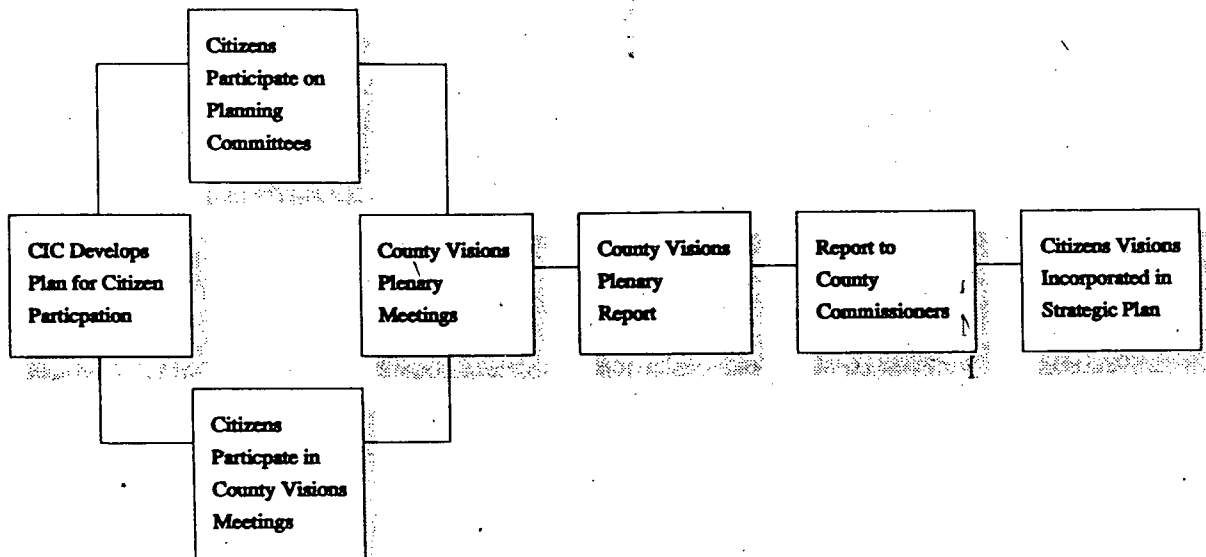 Citizens
Participate on
Planning
Committees
CIC Develops
Plan for Citizen
Particpation
Citizens
Particpate in
County Visions
Meetings
County Visions
Plenary
Meetings
County Visions
Plenary
Report
Report to
County
Commissioners
Citizens Visions
Incorporated in
Strategic Plan